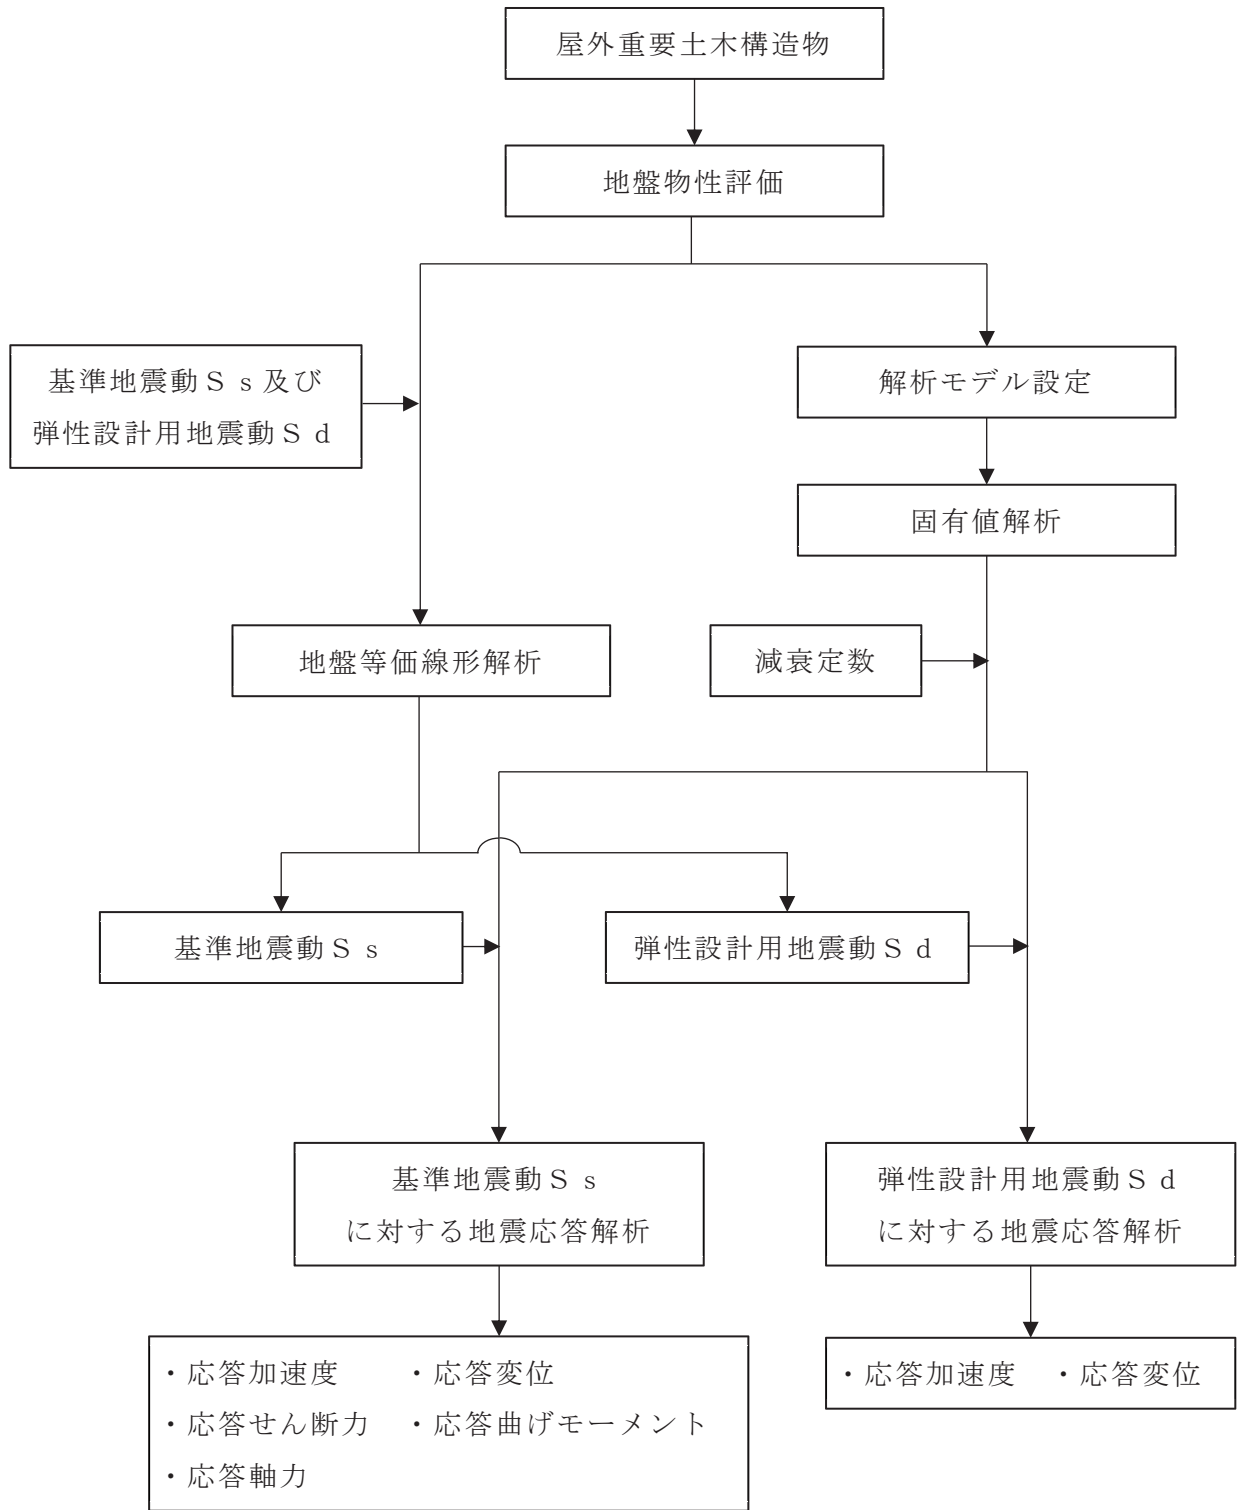 屋外重要土木構造物
地盤物性評価
基準地震動Ｓｓ及び
弾性設計用地震動Ｓｄ
解析モデル設定
固有値解析
地盤等価線形解析
減衰定数
基準地震動Ｓｓ
弾性設計用地震動Ｓｄ
基準地震動Ｓｓ
に対する地震応答解析
弾性設計用地震動Ｓｄ
に対する地震応答解析
・応答加速度　・応答変位
・応答せん断力　・応答曲げモーメント
・応答軸力
・応答加速度　・応答変位